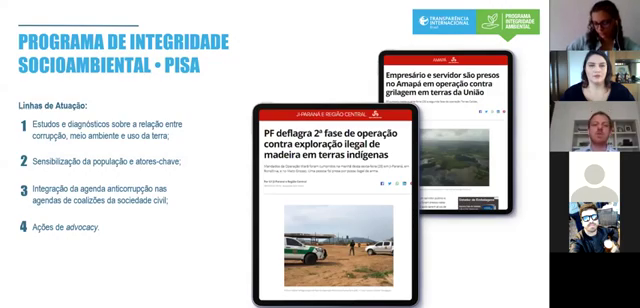 TRANSPARÊNCIA
INTERNACIONAL
PROGRAMA
INTEGRIDADE
AMBIENTAL
PROGRAMA DE INTEGRIDADE
SOCIOAMBIENTAL • PISA
Linhas de Atuação:
1 Estudos e diagnósticos sobre a relação entre
corrupção, meio ambiente e uso da terra;
2 Sensibilização da população e atores-chave;
3 Integração da agenda anticorrupção nas
agendas de coalizões da sociedade civil;
4 Ações de advocacy.
AMAPÁ
Empresário e servidor são presos
no Amapá em operação contra
grilagem em terras da União
JI-PARANÁ E REGIÃO CENTRAL
PF deflagra 2ª fase de operação
contra exploração ilegal de
madeira em terras indígenas